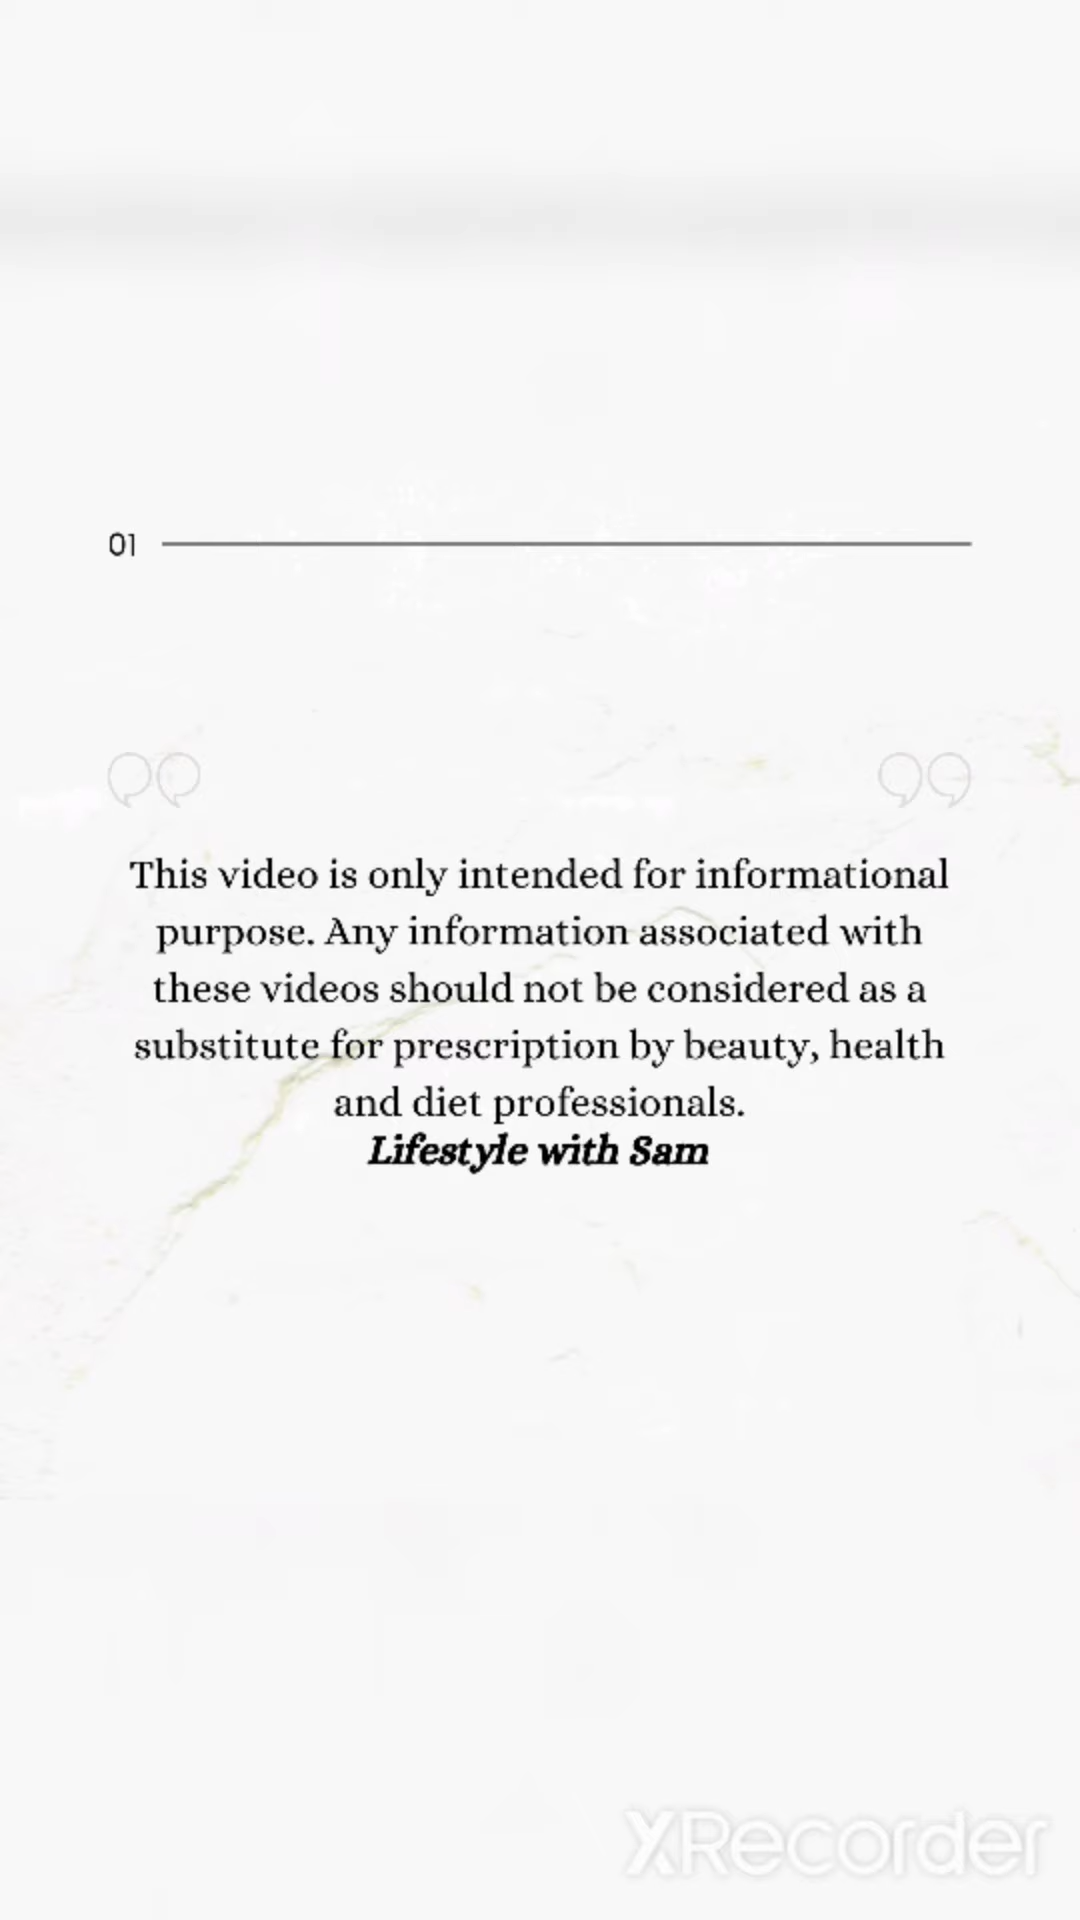 01
This video is only intended for informational
purpose. Any information associated with
these videos should not be considered as a
substitute for prescription by beauty, health
and diet professionals.
Lifestyle with Sam
XRecorder